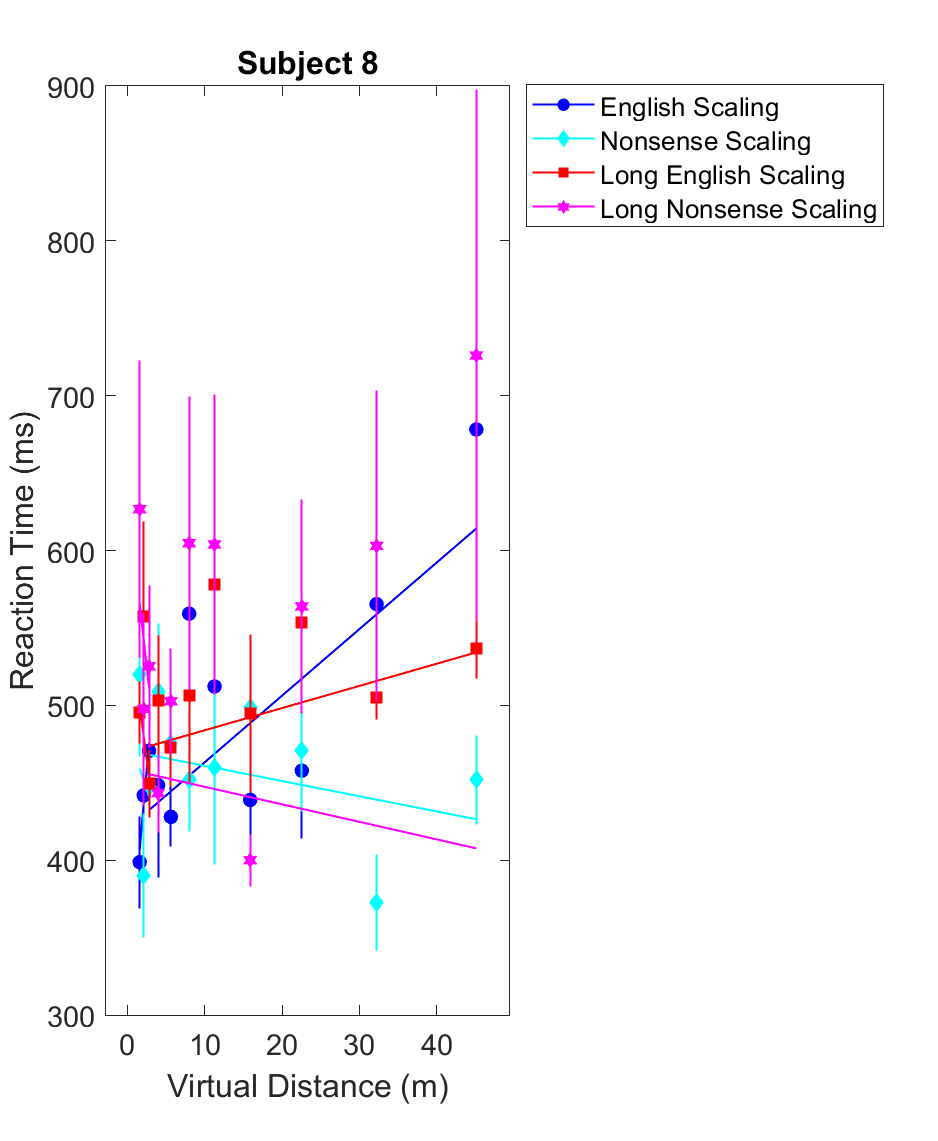 Subject 8
900
800
700
600
500
400
300
0 10 20 30 40
Reaction Time (ms)
Virtual Distance (m)
English Scaling
Nonsense Scaling
Long English Scaling
Long Nonsense Scaling